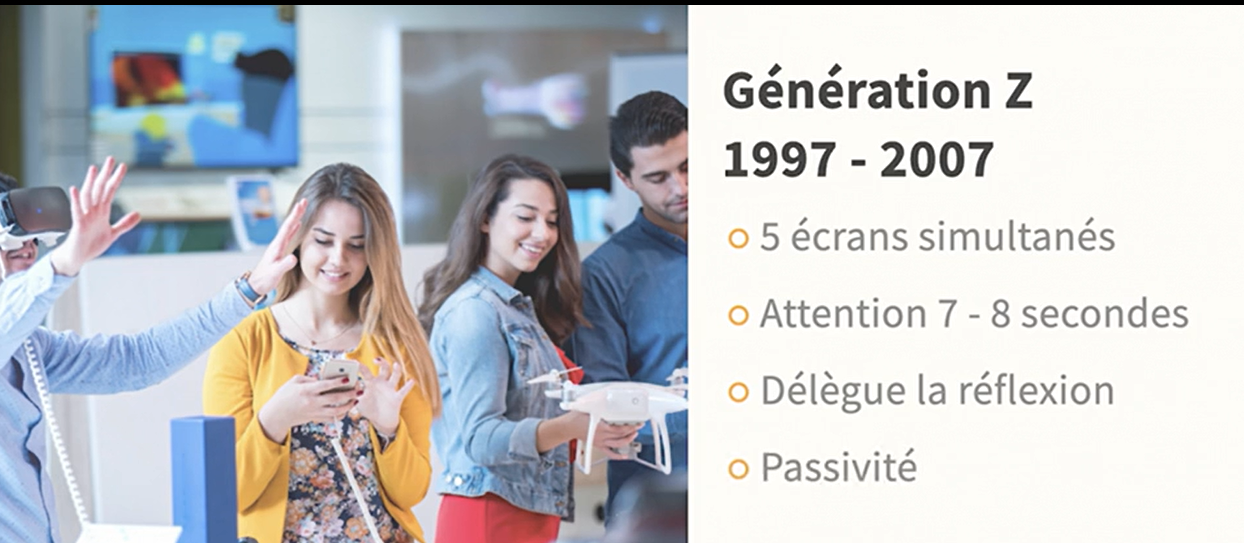 Génération Z
1997 - 2007
5 écrans simultanés
Attention 7 - 8 secondes
Délègue la réflexion
Passivité